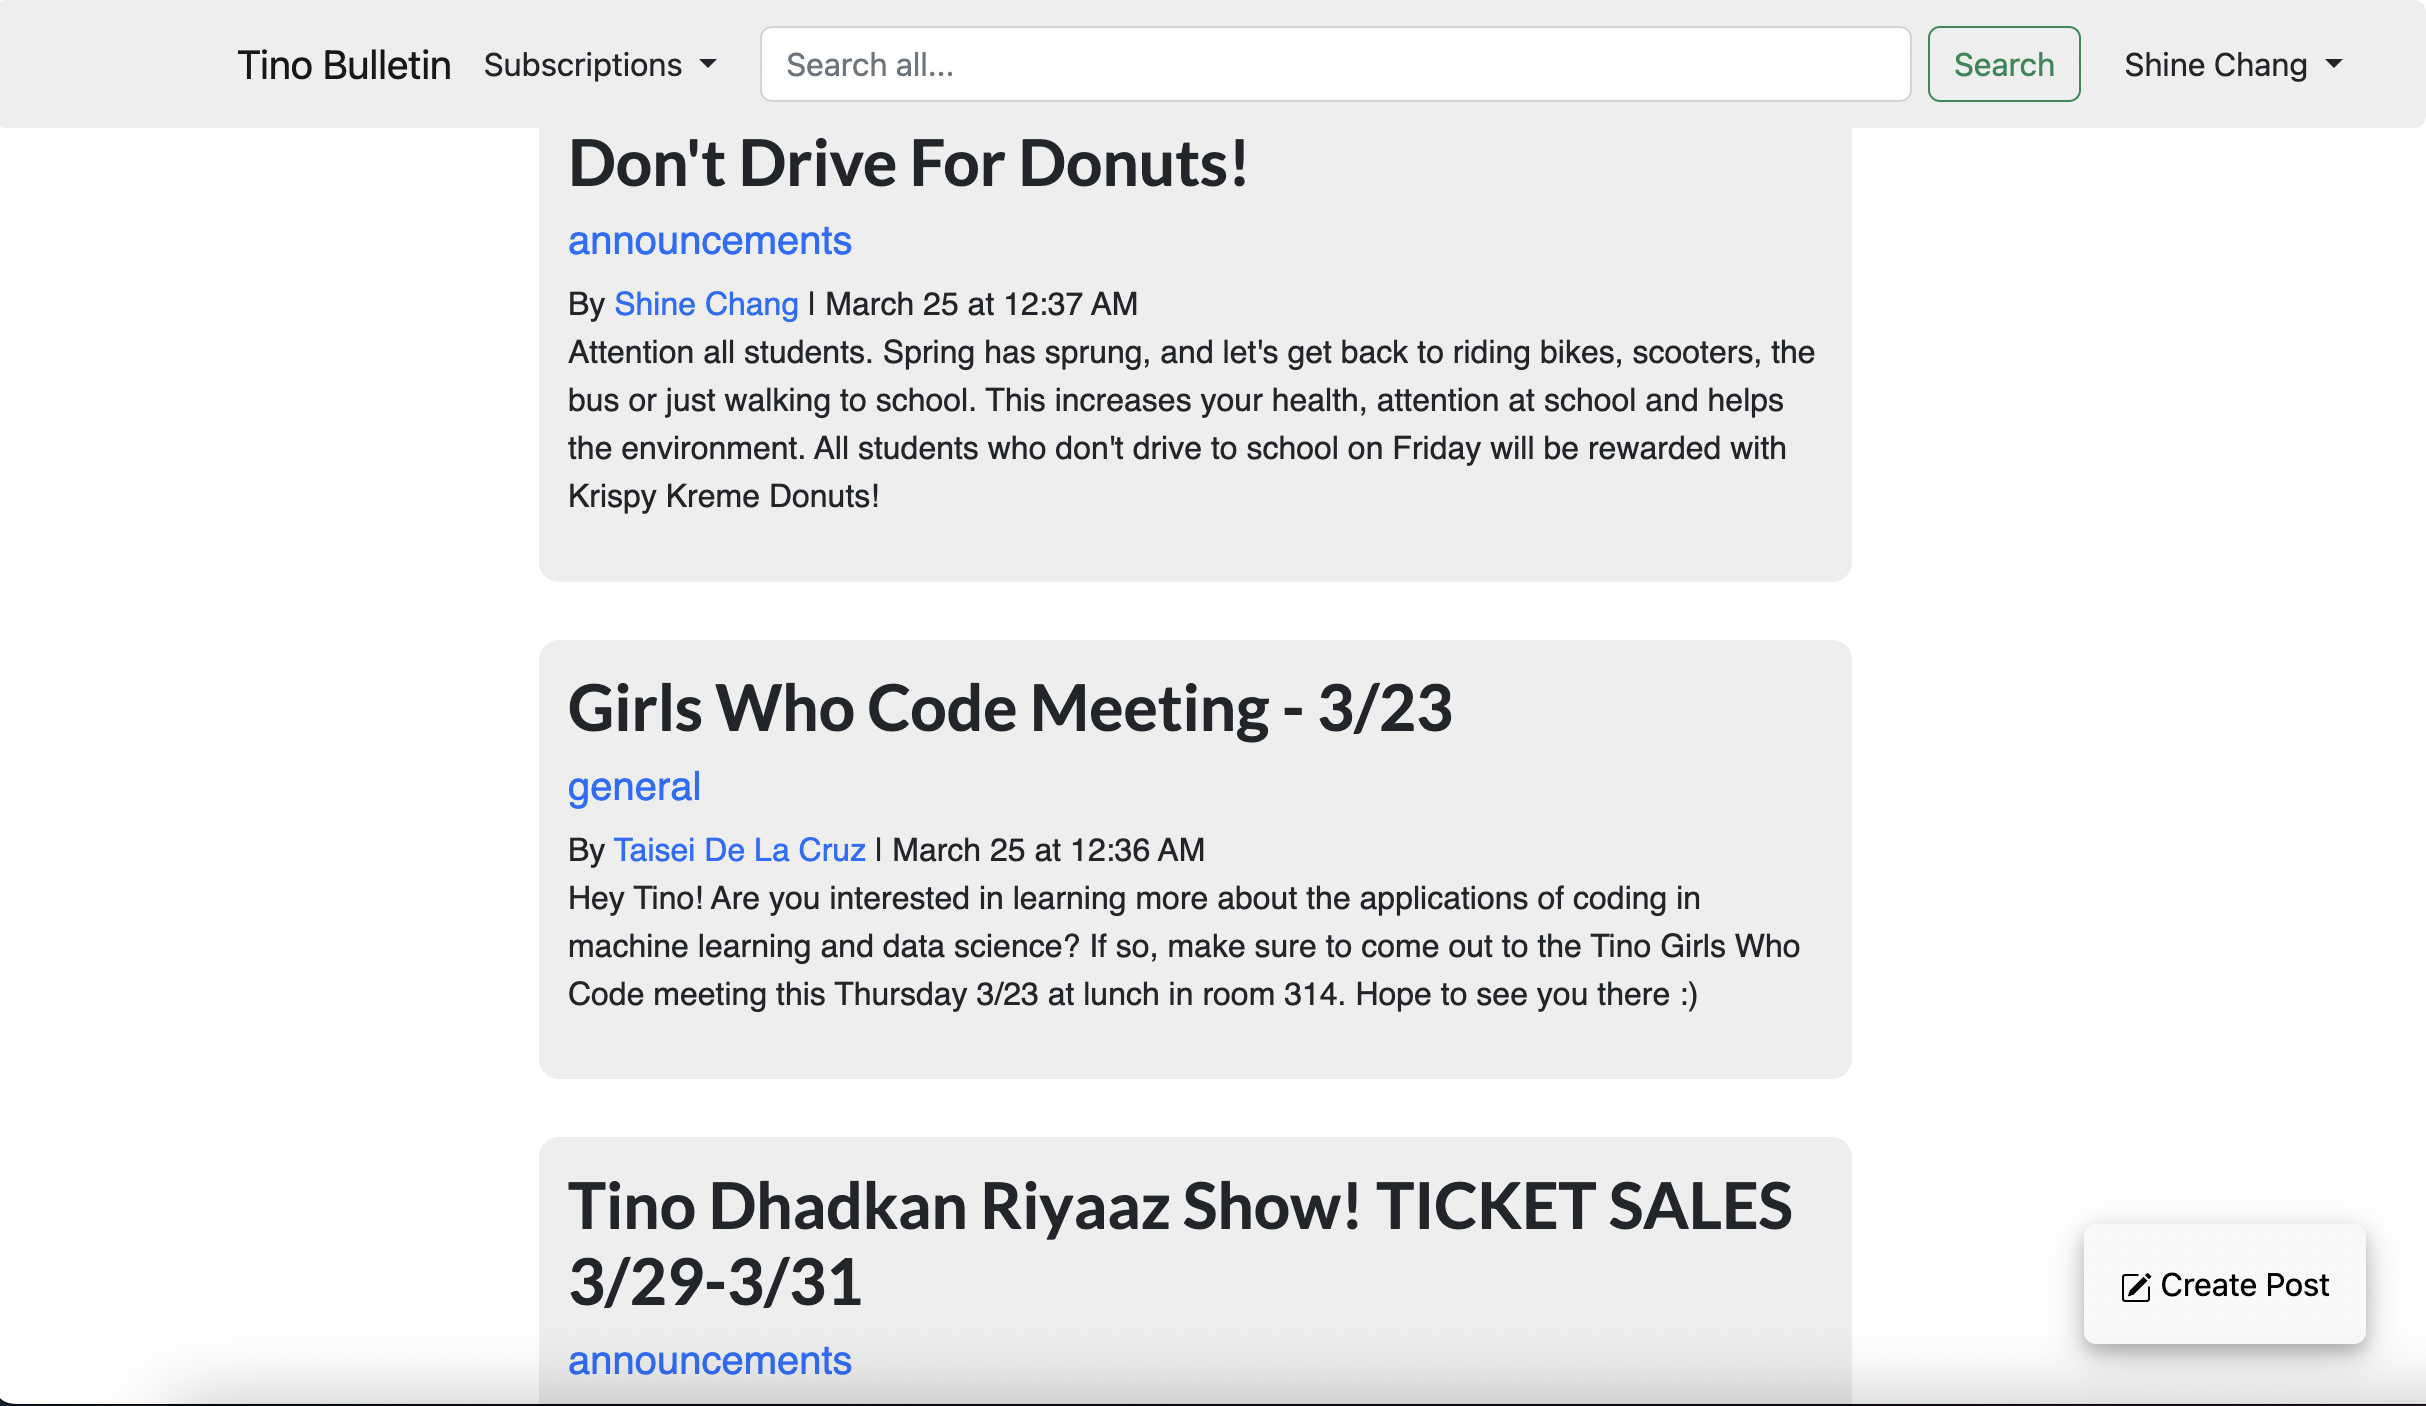 Tino Bulletin Subscriptions Search all... Search Shine Chang
Don't Drive For Donuts!
announcements
By Shine Chang | March 25 at 12:37 AM
Attention all students. Spring has sprung, and let's get back to riding bikes, scooters, the
bus or just walking to school. This increases your health, attention at school and helps
the environment. All students who don't drive to school on Friday will be rewarded with
Krispy Kreme Donuts!
Girls Who Code Meeting - 3/23
general
By Taisei De La Cruz | March 25 at 12:36 AM
Hey Tino! Are you interested in learning more about the applications of coding in
machine learning and data science? If so, make sure to come out to the Tino Girls Who
Code meeting this Thursday 3/23 at lunch in room 314. Hope to see you there :)
Tino Dhadkan Riyaaz Show! TICKET SALES
3/29-3/31
announcements
Create Post